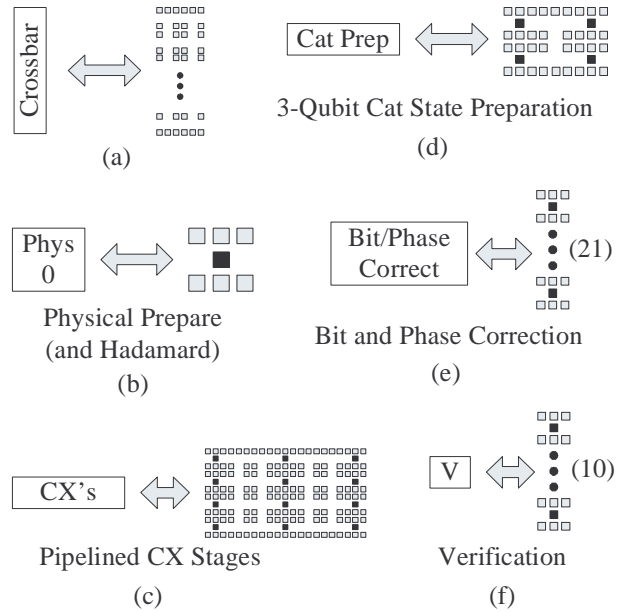 Crossbar
(a)
Cat Prep
3-Qubit Cat State Preparation
(d)
Phys
0
Physical Prepare
(and Hadamard)
(b)
Bit/Phase
Correct
(21)
Bit and Phase Correction
(e)
CX's
Pipelined CX Stages
(c)
V
(10)
Verification
(f)